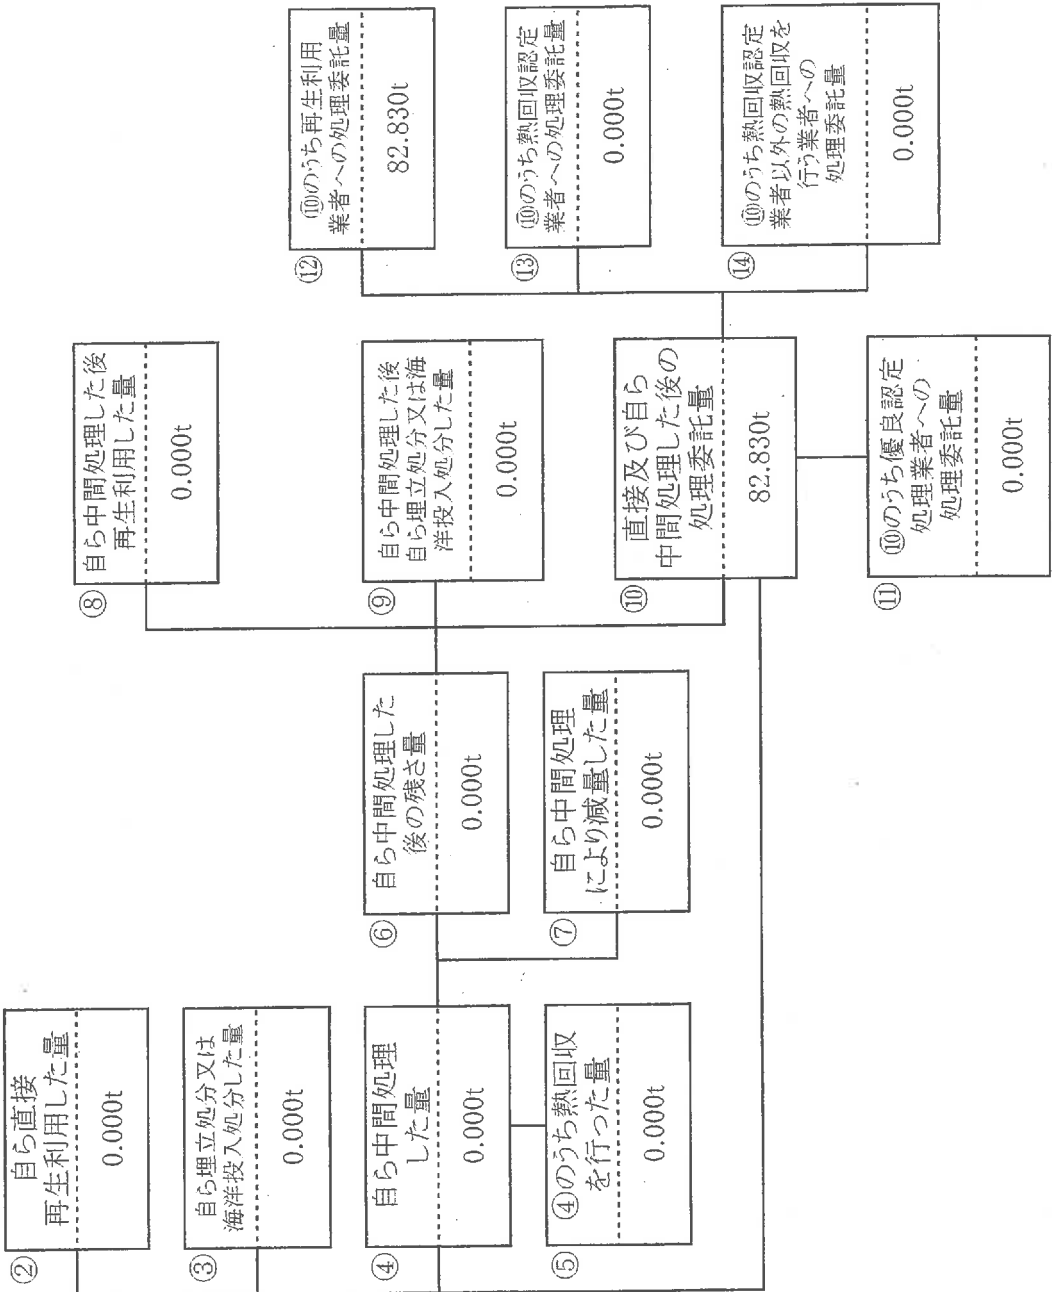 ②
自ら直接
再生利用した量
0.000t
③
自ら埋立処分又は
海洋投入処分した量
0.000t
④
自ら中間処理
した量
0.000t
⑤
④のうち熱回収
を行った量
0.000t
⑥
自ら中間処理した
後の残さ量
0.000t
⑦
自ら中間処理
により減量した量
0.000t
⑧
自ら中間処理した後
再生利用した量
0.000t
⑨
自ら中間処理した後
自ら埋立処分又は海
洋投入処分した量
0.000t
⑩
直接及び自ら
中間処理した後の
処理委託量
82.830t
⑪
⑩のうち優良認定
処理業者への
処理委託量
0.000t
⑫
⑩のうち再生利用
業者への処理委託量
82.830t
⑬
⑩のうち熱回収認定
業者への処理委託量
0.000t
⑭
⑩のうち熱回収認定
業者以外の熱回収を
行う業者への
処理委託量
0.000t